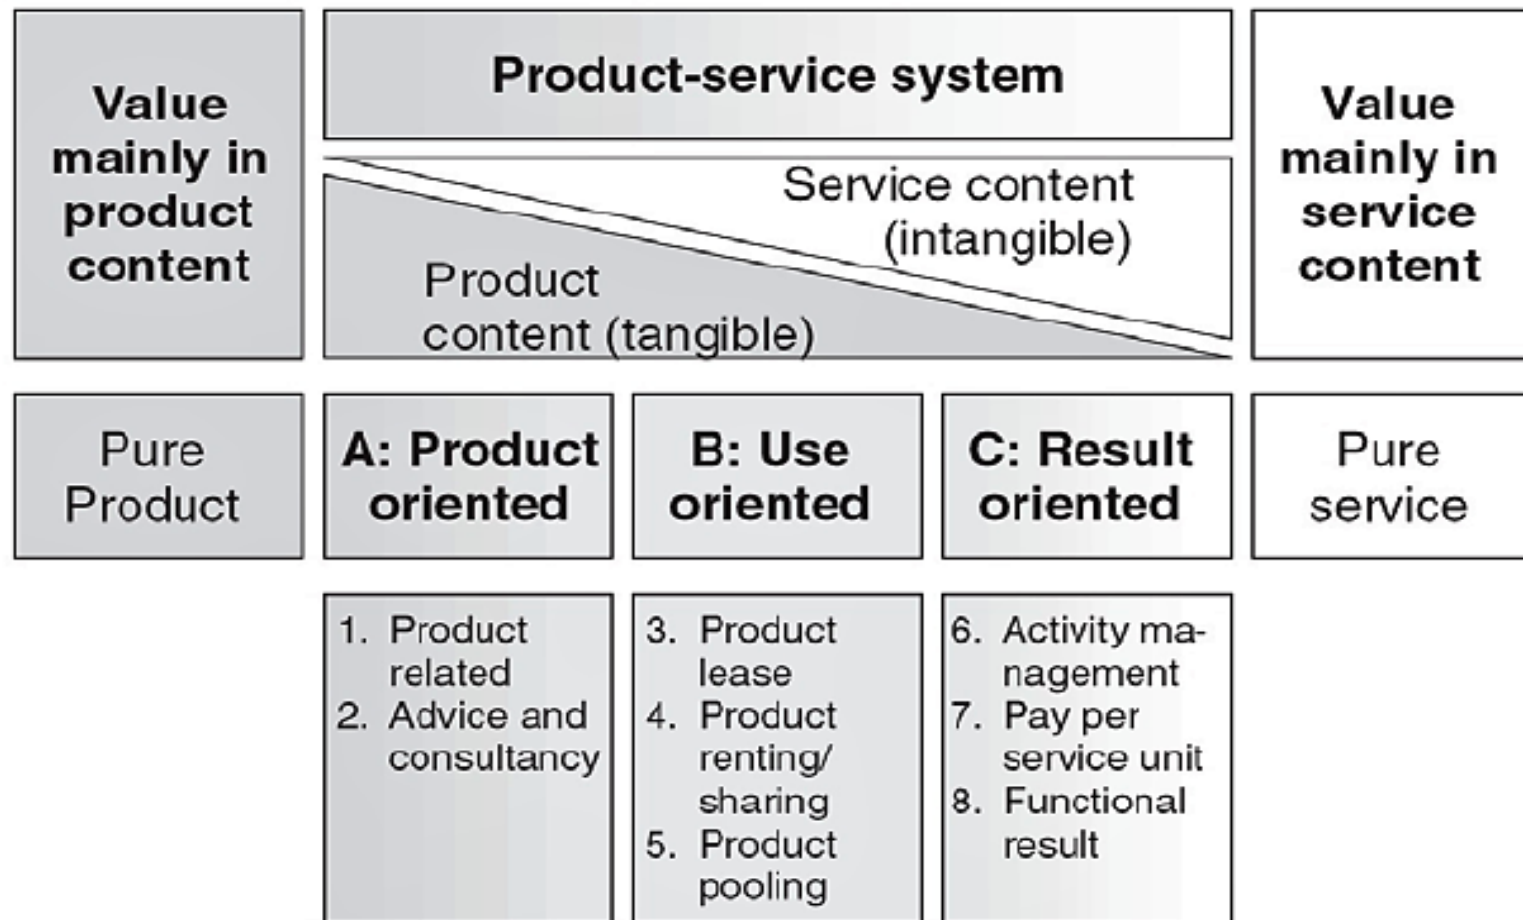 Value
mainly in
product
content
Product-service system
Service content
(intangible)
Product
content (tangible)
Value
mainly in
service
content
Pure
Product
A: Product
oriented
B: Use
oriented
C: Result
oriented
Pure
service
1. Product
related
2. Advice and
consultancy
3. Product
lease
4. Product
renting/
sharing
5. Product
pooling
6. Activity ma-
nagement
7. Pay per
service unit
8. Functional
result